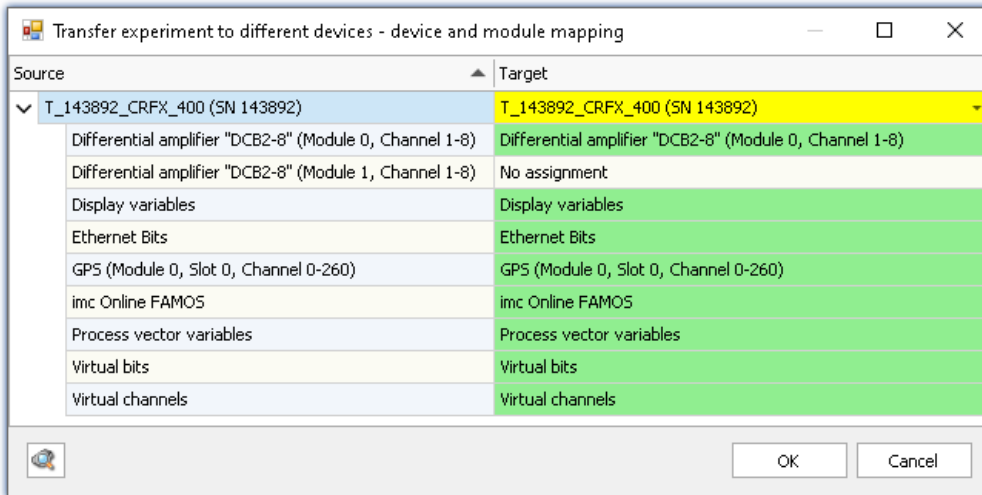 Transfer experiment to different devices - device and module mapping
Source Target
T_143892_CRFX_400 (SN 143892) T_143892_CRFX_400 (SN 143892)
Differential amplifier "DCB2-8" (Module 0, Channel 1-8) Differential amplifier "DCB2-8" (Module 0, Channel 1-8)
Differential amplifier "DCB2-8" (Module 1, Channel 1-8) No assignment
Display variables Display variables
Ethernet Bits Ethernet Bits
GPS (Module 0, Slot 0, Channel 0-260) GPS (Module 0, Slot 0, Channel 0-260)
imc Online FAMOS imc Online FAMOS
Process vector variables Process vector variables
Virtual bits Virtual bits
Virtual channels Virtual channels
OK Cancel